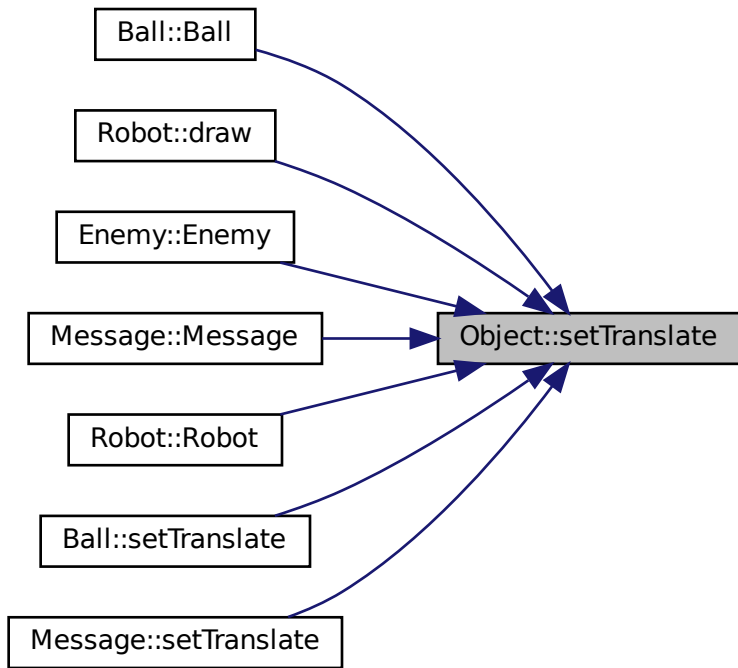 Ball::Ball
Robot::draw
Enemy::Enemy
Message::Message
Object::setTranslate
Robot::Robot
Ball::setTranslate
Message::setTranslate